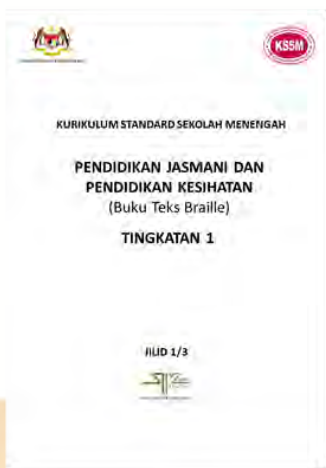 KSSM
KURIKULUM STANDARD SEKOLAH MENENGAH
PENDIDIKAN JASMANI DAN
PENDIDIKAN KESIHATAN
(Buku Teks Braille)
TINGKATAN 1
JILID 1/3